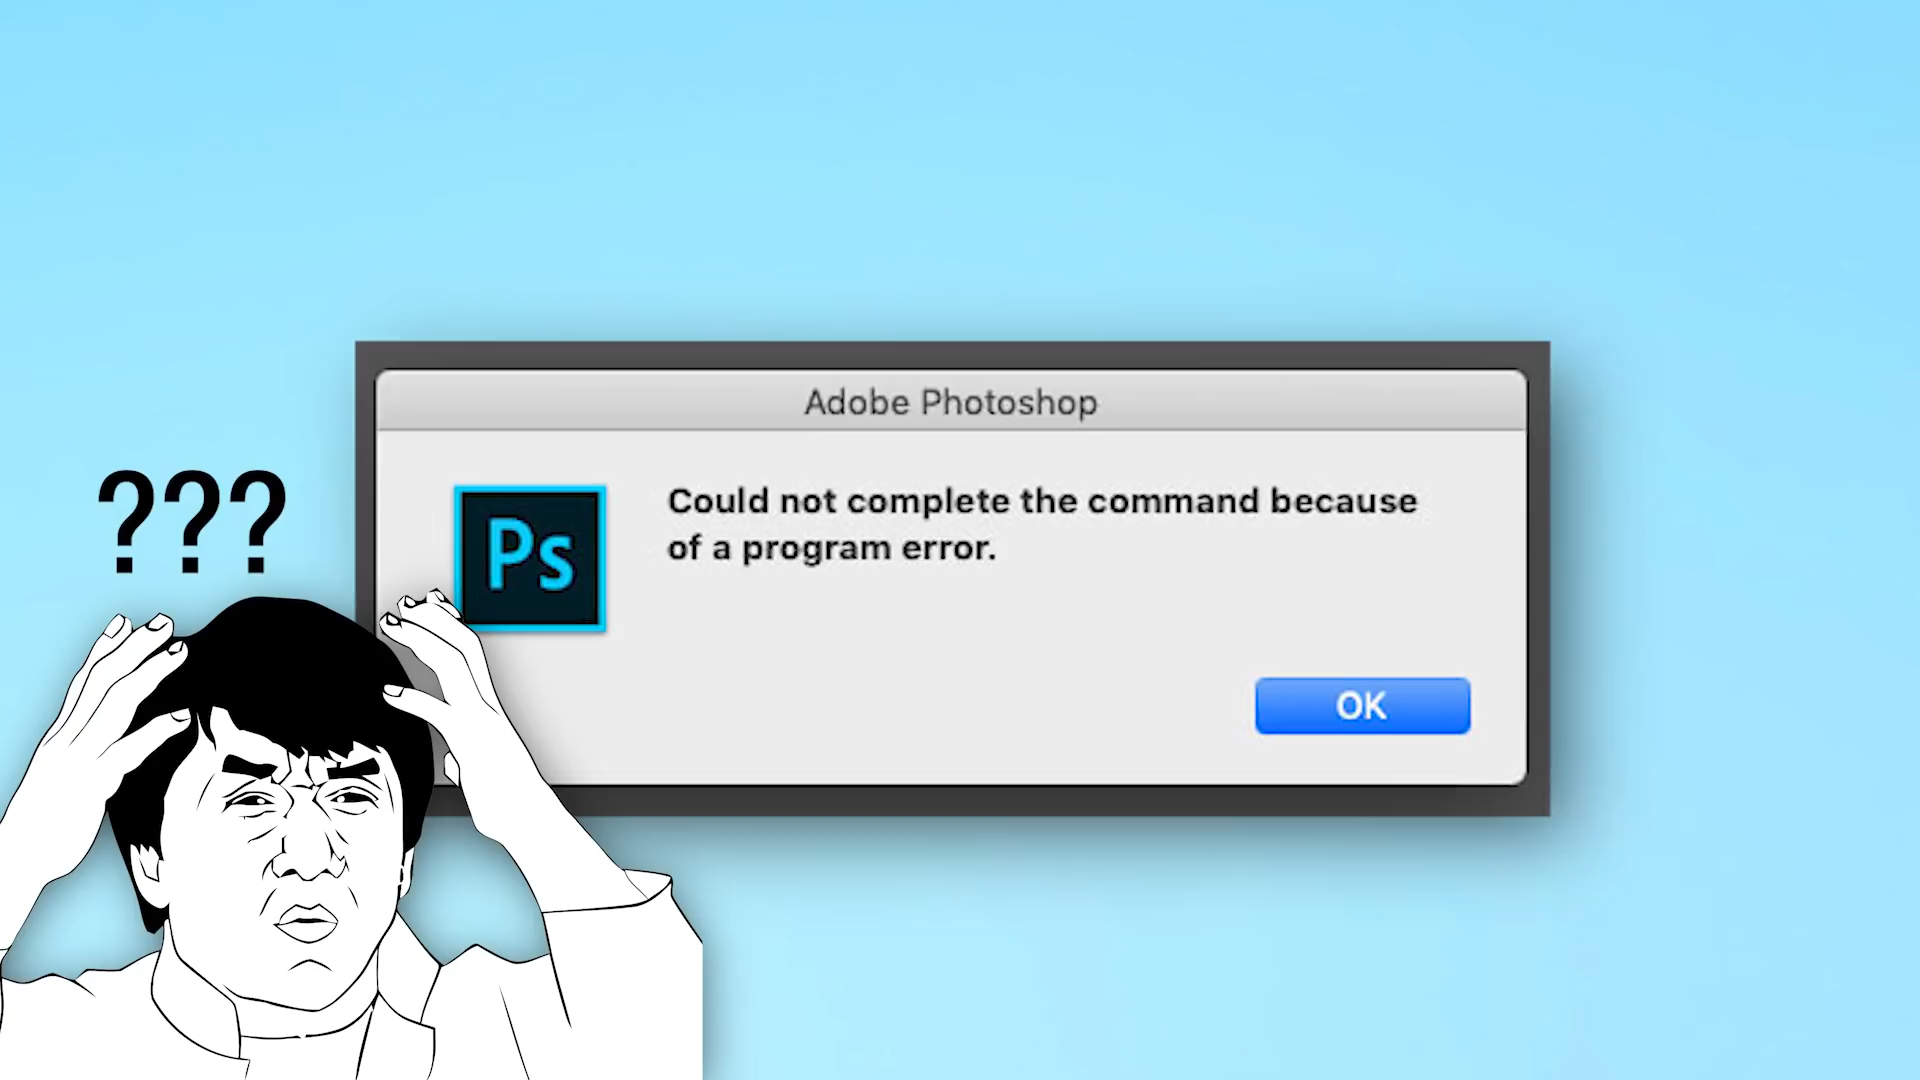 Adobe Photoshop
???
Ps
Could not complete the command because
of a program error.
OK